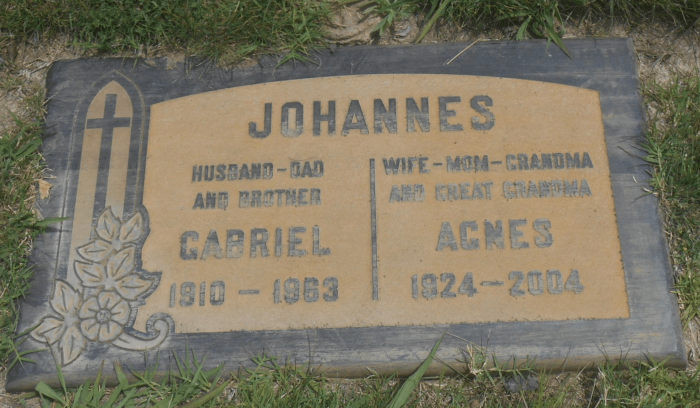 JOHANNES
HUSBAND-DAD
AND BROTHER
GABRIEL
1910 - 1963
WIFE-MOM-GRANDMA
AND GREAT GRANDMA
AGNES
1924 - 2004